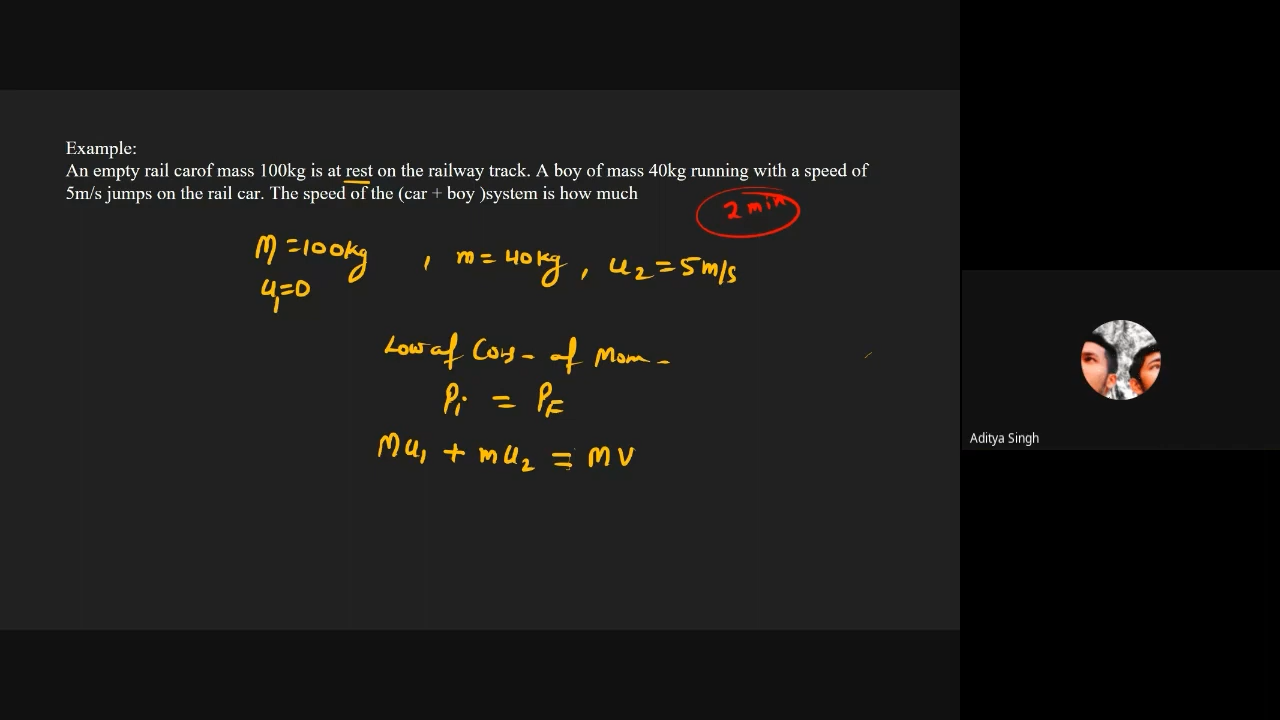 Example:
An empty rail carof mass 100kg is at rest on the railway track. A boy of mass 40kg running with a speed of
5m/s jumps on the rail car. The speed of the (car + boy )system is how much
2 min
M = 100kg , m = 40kg , u2 = 5m/s
u1=0
Low of Cons - of Mom -
Pi = PF
Mu1 + mu2 = MV
Aditya Singh